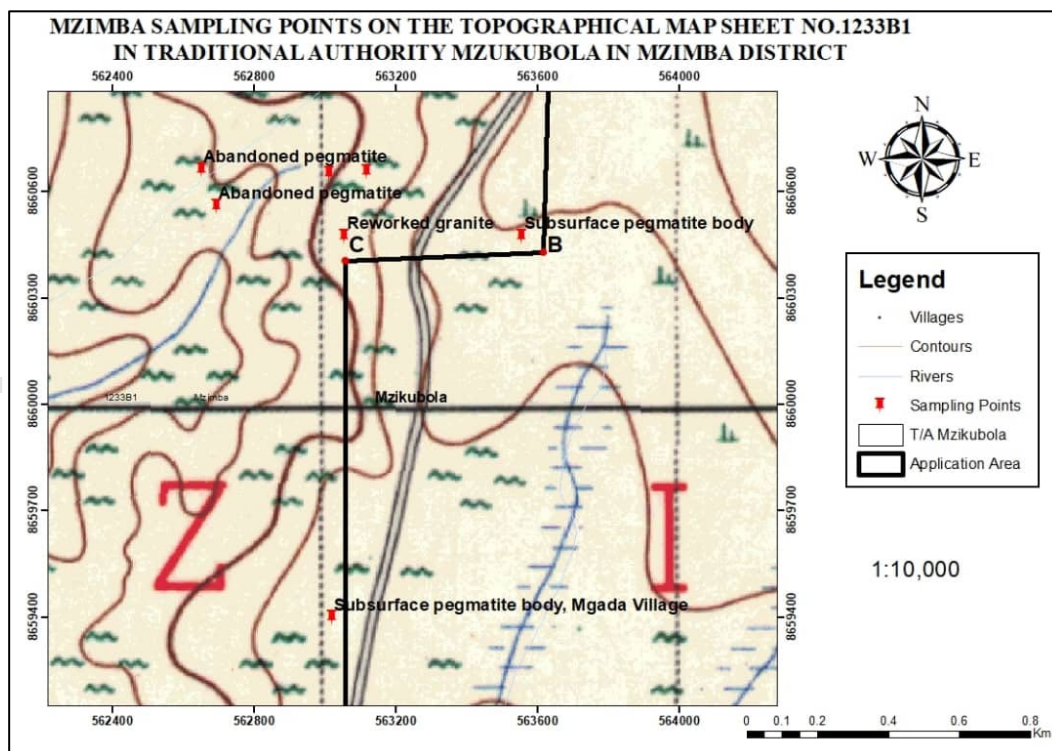 MZIMBA SAMPLING POINTS ON THE TOPOGRAPHICAL MAP SHEET NO.1233B1
IN TRADITIONAL AUTHORITY MZUKUBOLA IN MZIMBA DISTRICT
562400 562800 563200 563600 564000
8660600
8660300
8660000
8659700
8659400
Abandoned pegmatite
Abandoned pegmatite
Reworked granite
Subsurface pegmatite body
C
B
1233B1
Mzimba
Mzikubola
Z
I
Subsurface pegmatite body, Mgada Village
8660600
8660300
8660000
8659700
8659400
562400 562800 563200 563600 564000
N
W
E
S
Legend
Villages
Contours
Rivers
Sampling Points
T/A Mzikubola
Application Area
1:10,000
0 0.1 0.2 0.4 0.6 0.8
Km